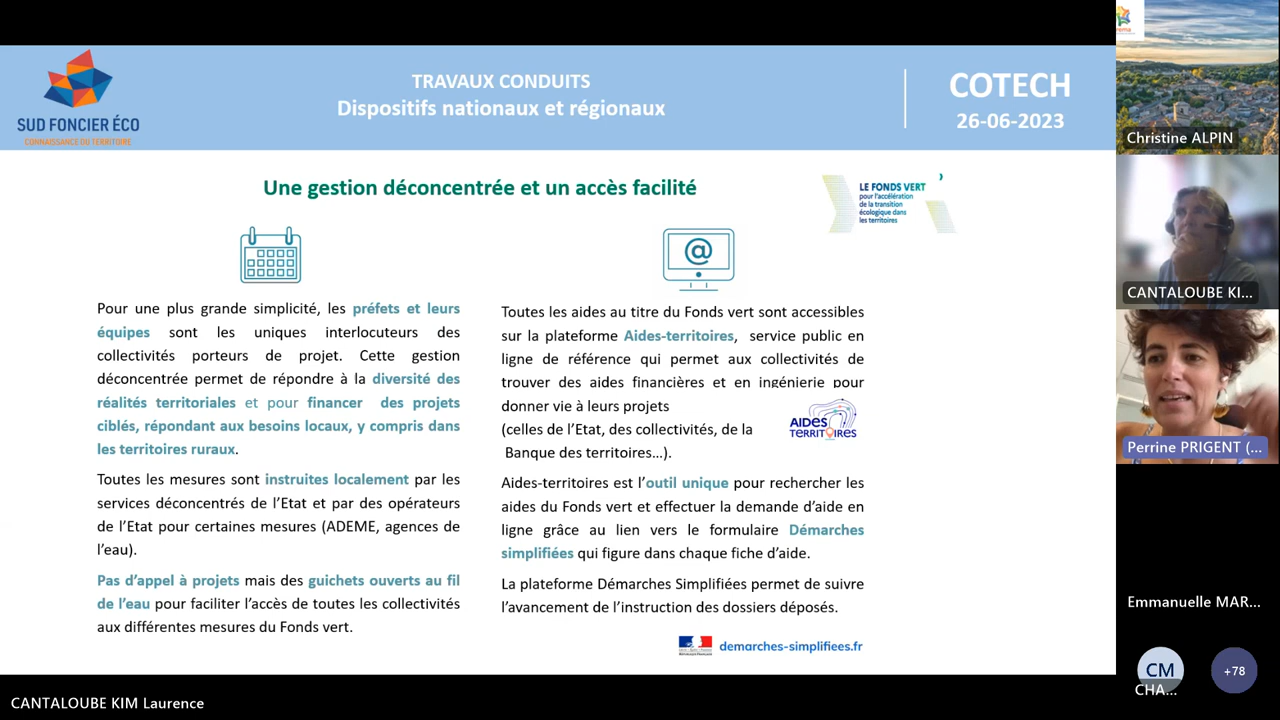 SUD FONCIER ÉCO
CONNAISSANCE DU TERRITOIRE
TRAVAUX CONDUITS
Dispositifs nationaux et régionaux
COTECH
26-06-2023
Une gestion déconcentrée et un accès facilité
LE FONDS VERT
pour l'accélération
de la transition
écologique dans
les territoires
Pour une plus grande simplicité, les préfets et leurs
équipes sont les uniques interlocuteurs des
collectivités porteurs de projet. Cette gestion
déconcentrée permet de répondre à la diversité des
réalités territoriales et pour financer des projets
ciblés, répondant aux besoins locaux, y compris dans
les territoires ruraux.
Toutes les mesures sont instruites localement par les
services déconcentrés de l'Etat et par des opérateurs
de l'Etat pour certaines mesures (ADEME, agences de
l'eau).
Pas d'appel à projets mais des guichets ouverts au fil
de l'eau pour faciliter l'accès de toutes les collectivités
aux différentes mesures du Fonds vert.
@
Toutes les aides au titre du Fonds vert sont accessibles
sur la plateforme Aides-territoires, service public en
ligne de référence qui permet aux collectivités de
trouver des aides financières et en ingénierie pour
donner vie à leurs projets
(celles de l'Etat, des collectivités, de la
Banque des territoires…).
AIDES
TERRITOIRES
Aides-territoires est l'outil unique pour rechercher les
aides du Fonds vert et effectuer la demande d'aide en
ligne grâce au lien vers le formulaire Démarches
simplifiées qui figure dans chaque fiche d'aide.
La plateforme Démarches Simplifiées permet de suivre
l'avancement de l'instruction des dossiers déposés.
demarches-simplifiees.fr
Christine ALPIN
CANTALOUBE KI...
Perrine PRIGENT (...
Emmanuelle MAR...
CM
CHA...
+78
CANTALOUBE KIM Laurence